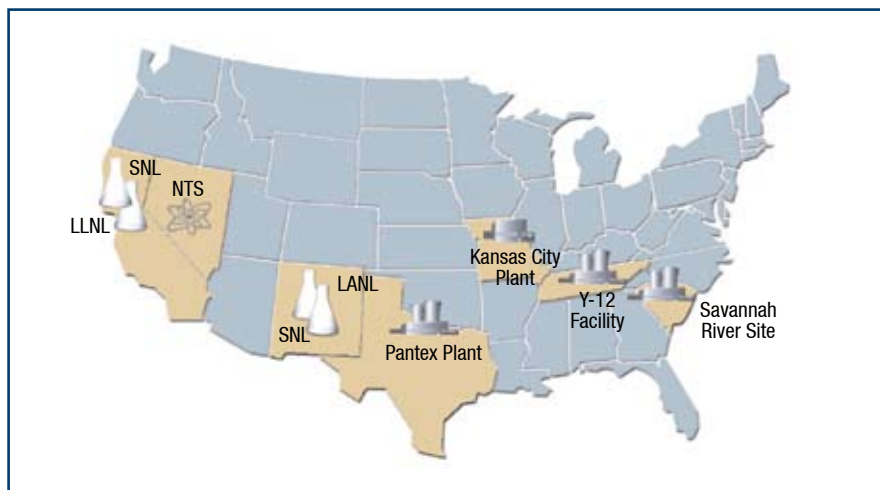 SNL
NTS
LLNL
LANL
SNL
Kansas City
Plant
Pantex Plant
Y-12
Facility
Savannah
River Site